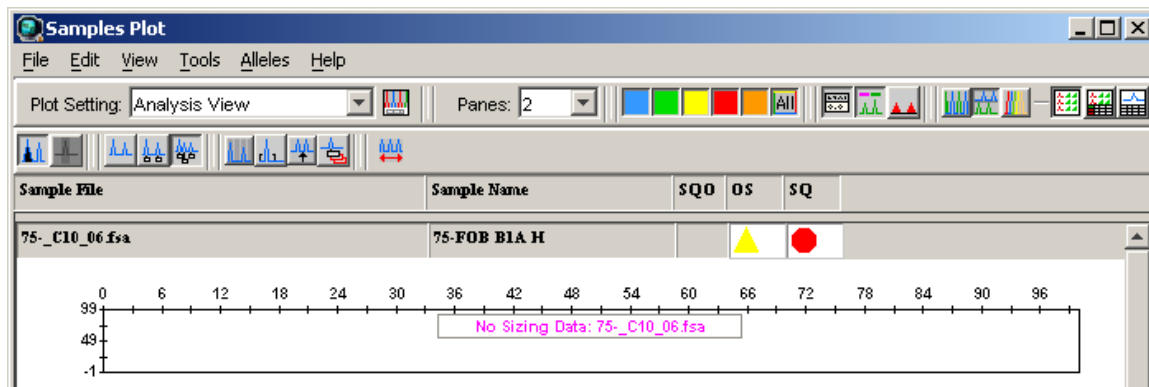 Samples Plot
File Edit View Tools Alleles Help
Plot Setting: Analysis View Panes: 2 All
Sample File Sample Name SQO OS SQ
75-_C10_06.fsa 75-FOB B1A H
0 6 12 18 24 30 36 42 48 54 60 66 72 78 84 90 96
99
No Sizing Data: 75-_C10_06.fsa
49
-1